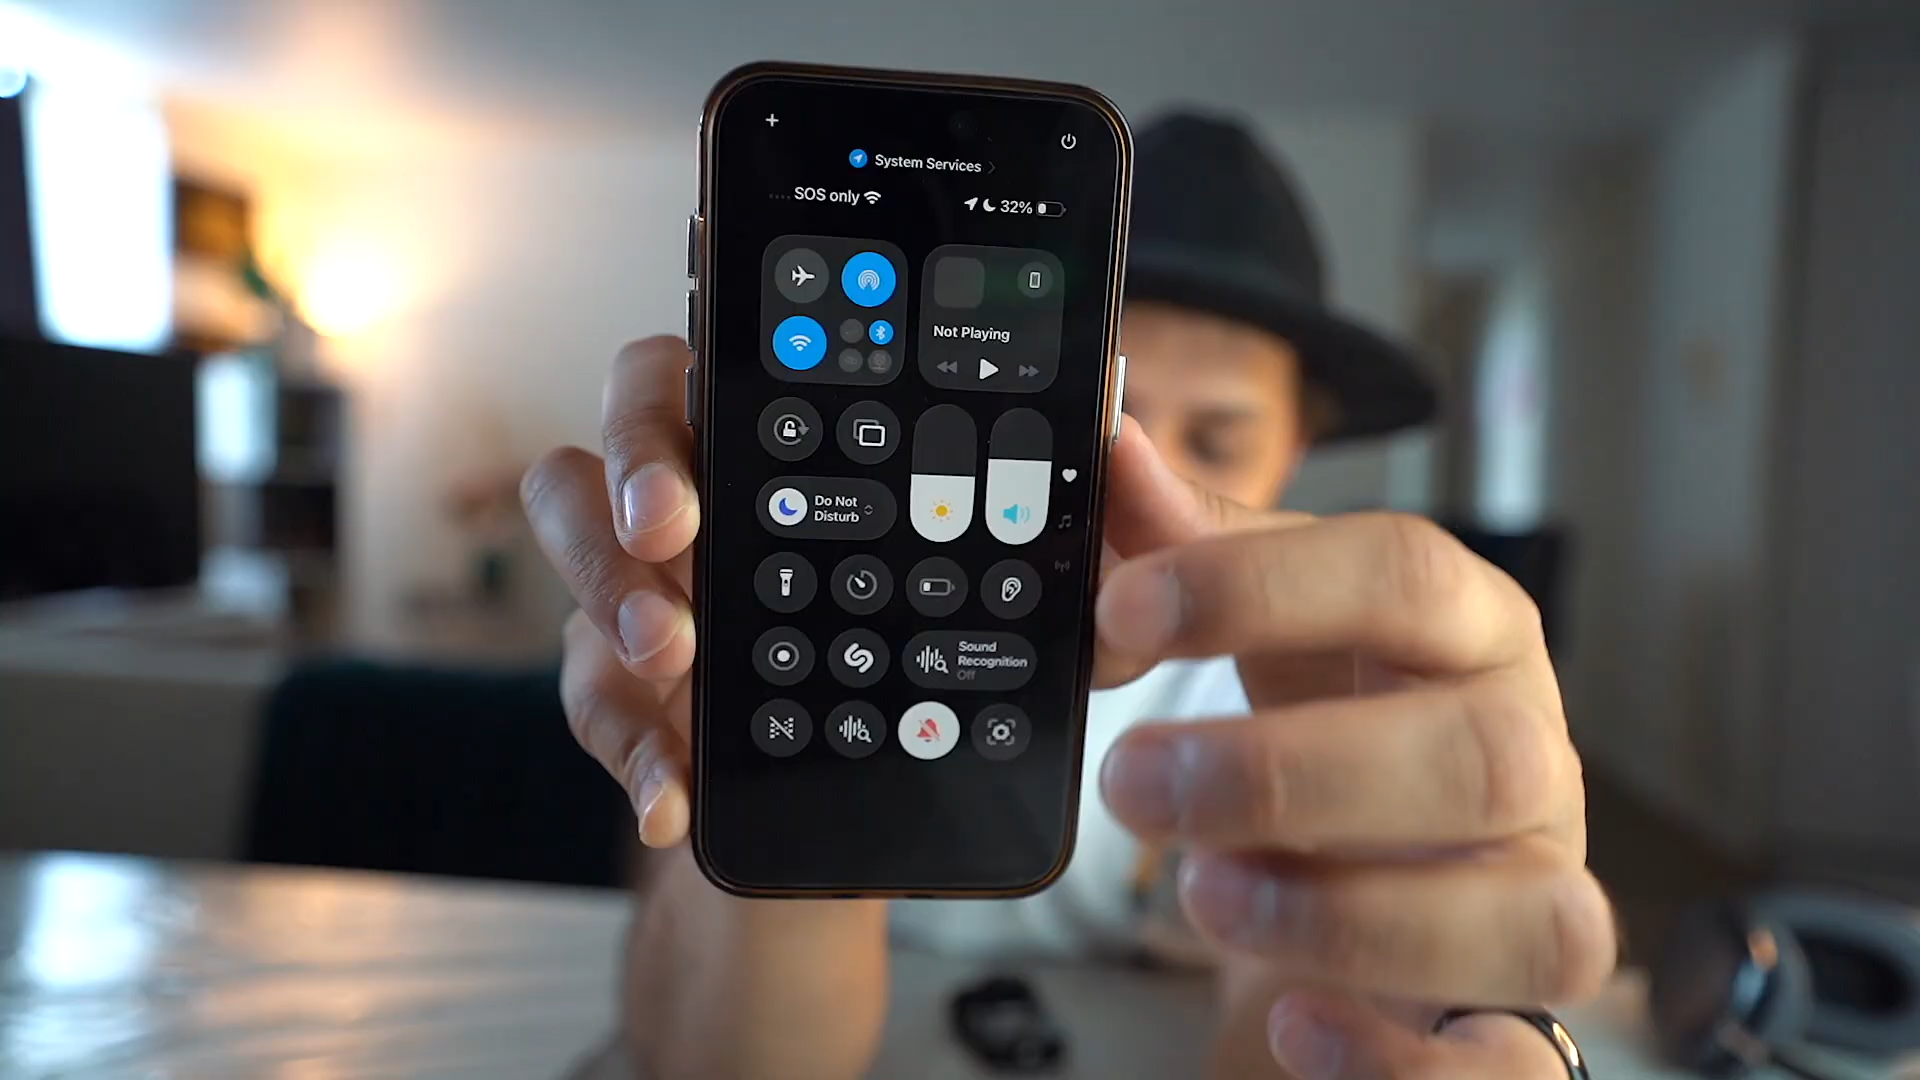 System Services
SOS only
32%
Not Playing
Do Not
Disturb
Sound
Recognition
Off